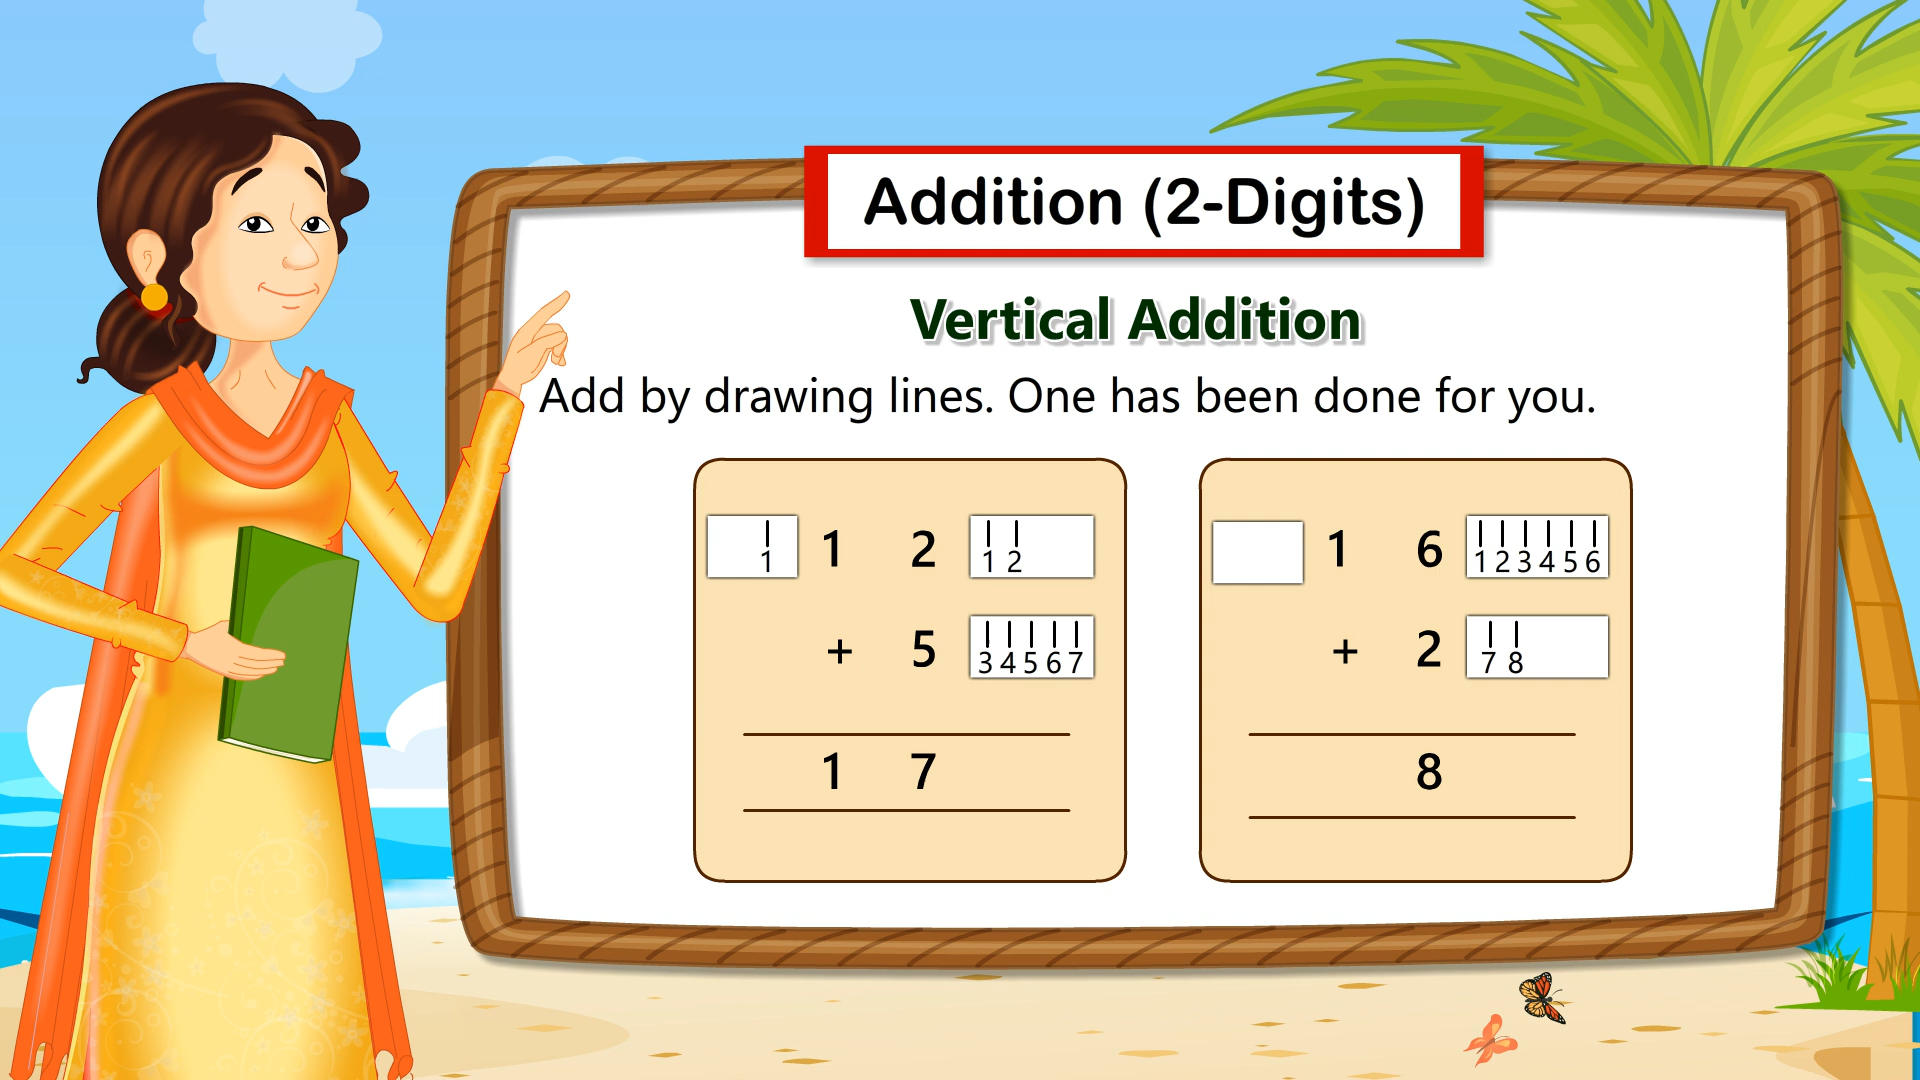 Addition (2-Digits)
Vertical Addition
Add by drawing lines. One has been done for you.
1 1 2 1 2
+ 5 3 4 5 6 7
1 7
1 6 1 2 3 4 5 6
+ 2 7 8
8